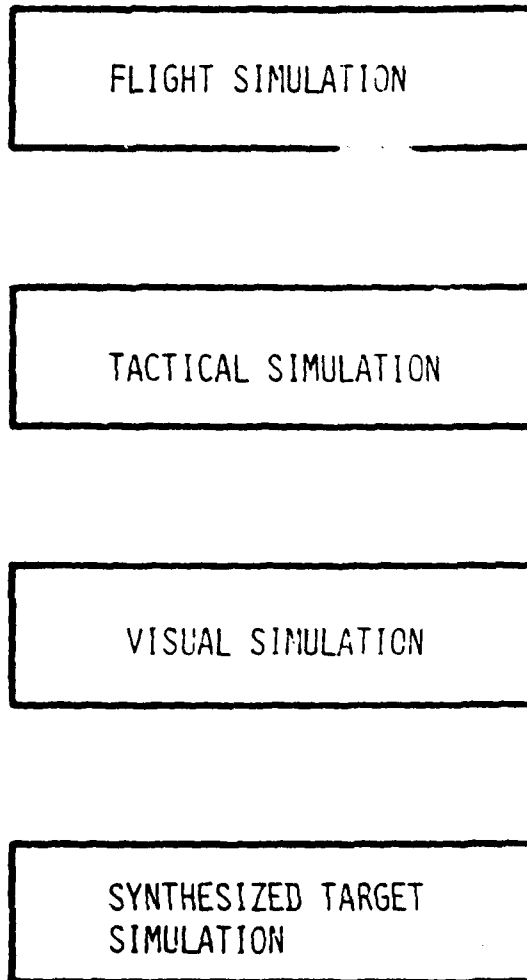 FLIGHT SIMULATION
TACTICAL SIMULATION
VISUAL SIMULATION
SYNTHESIZED TARGET
SIMULATION